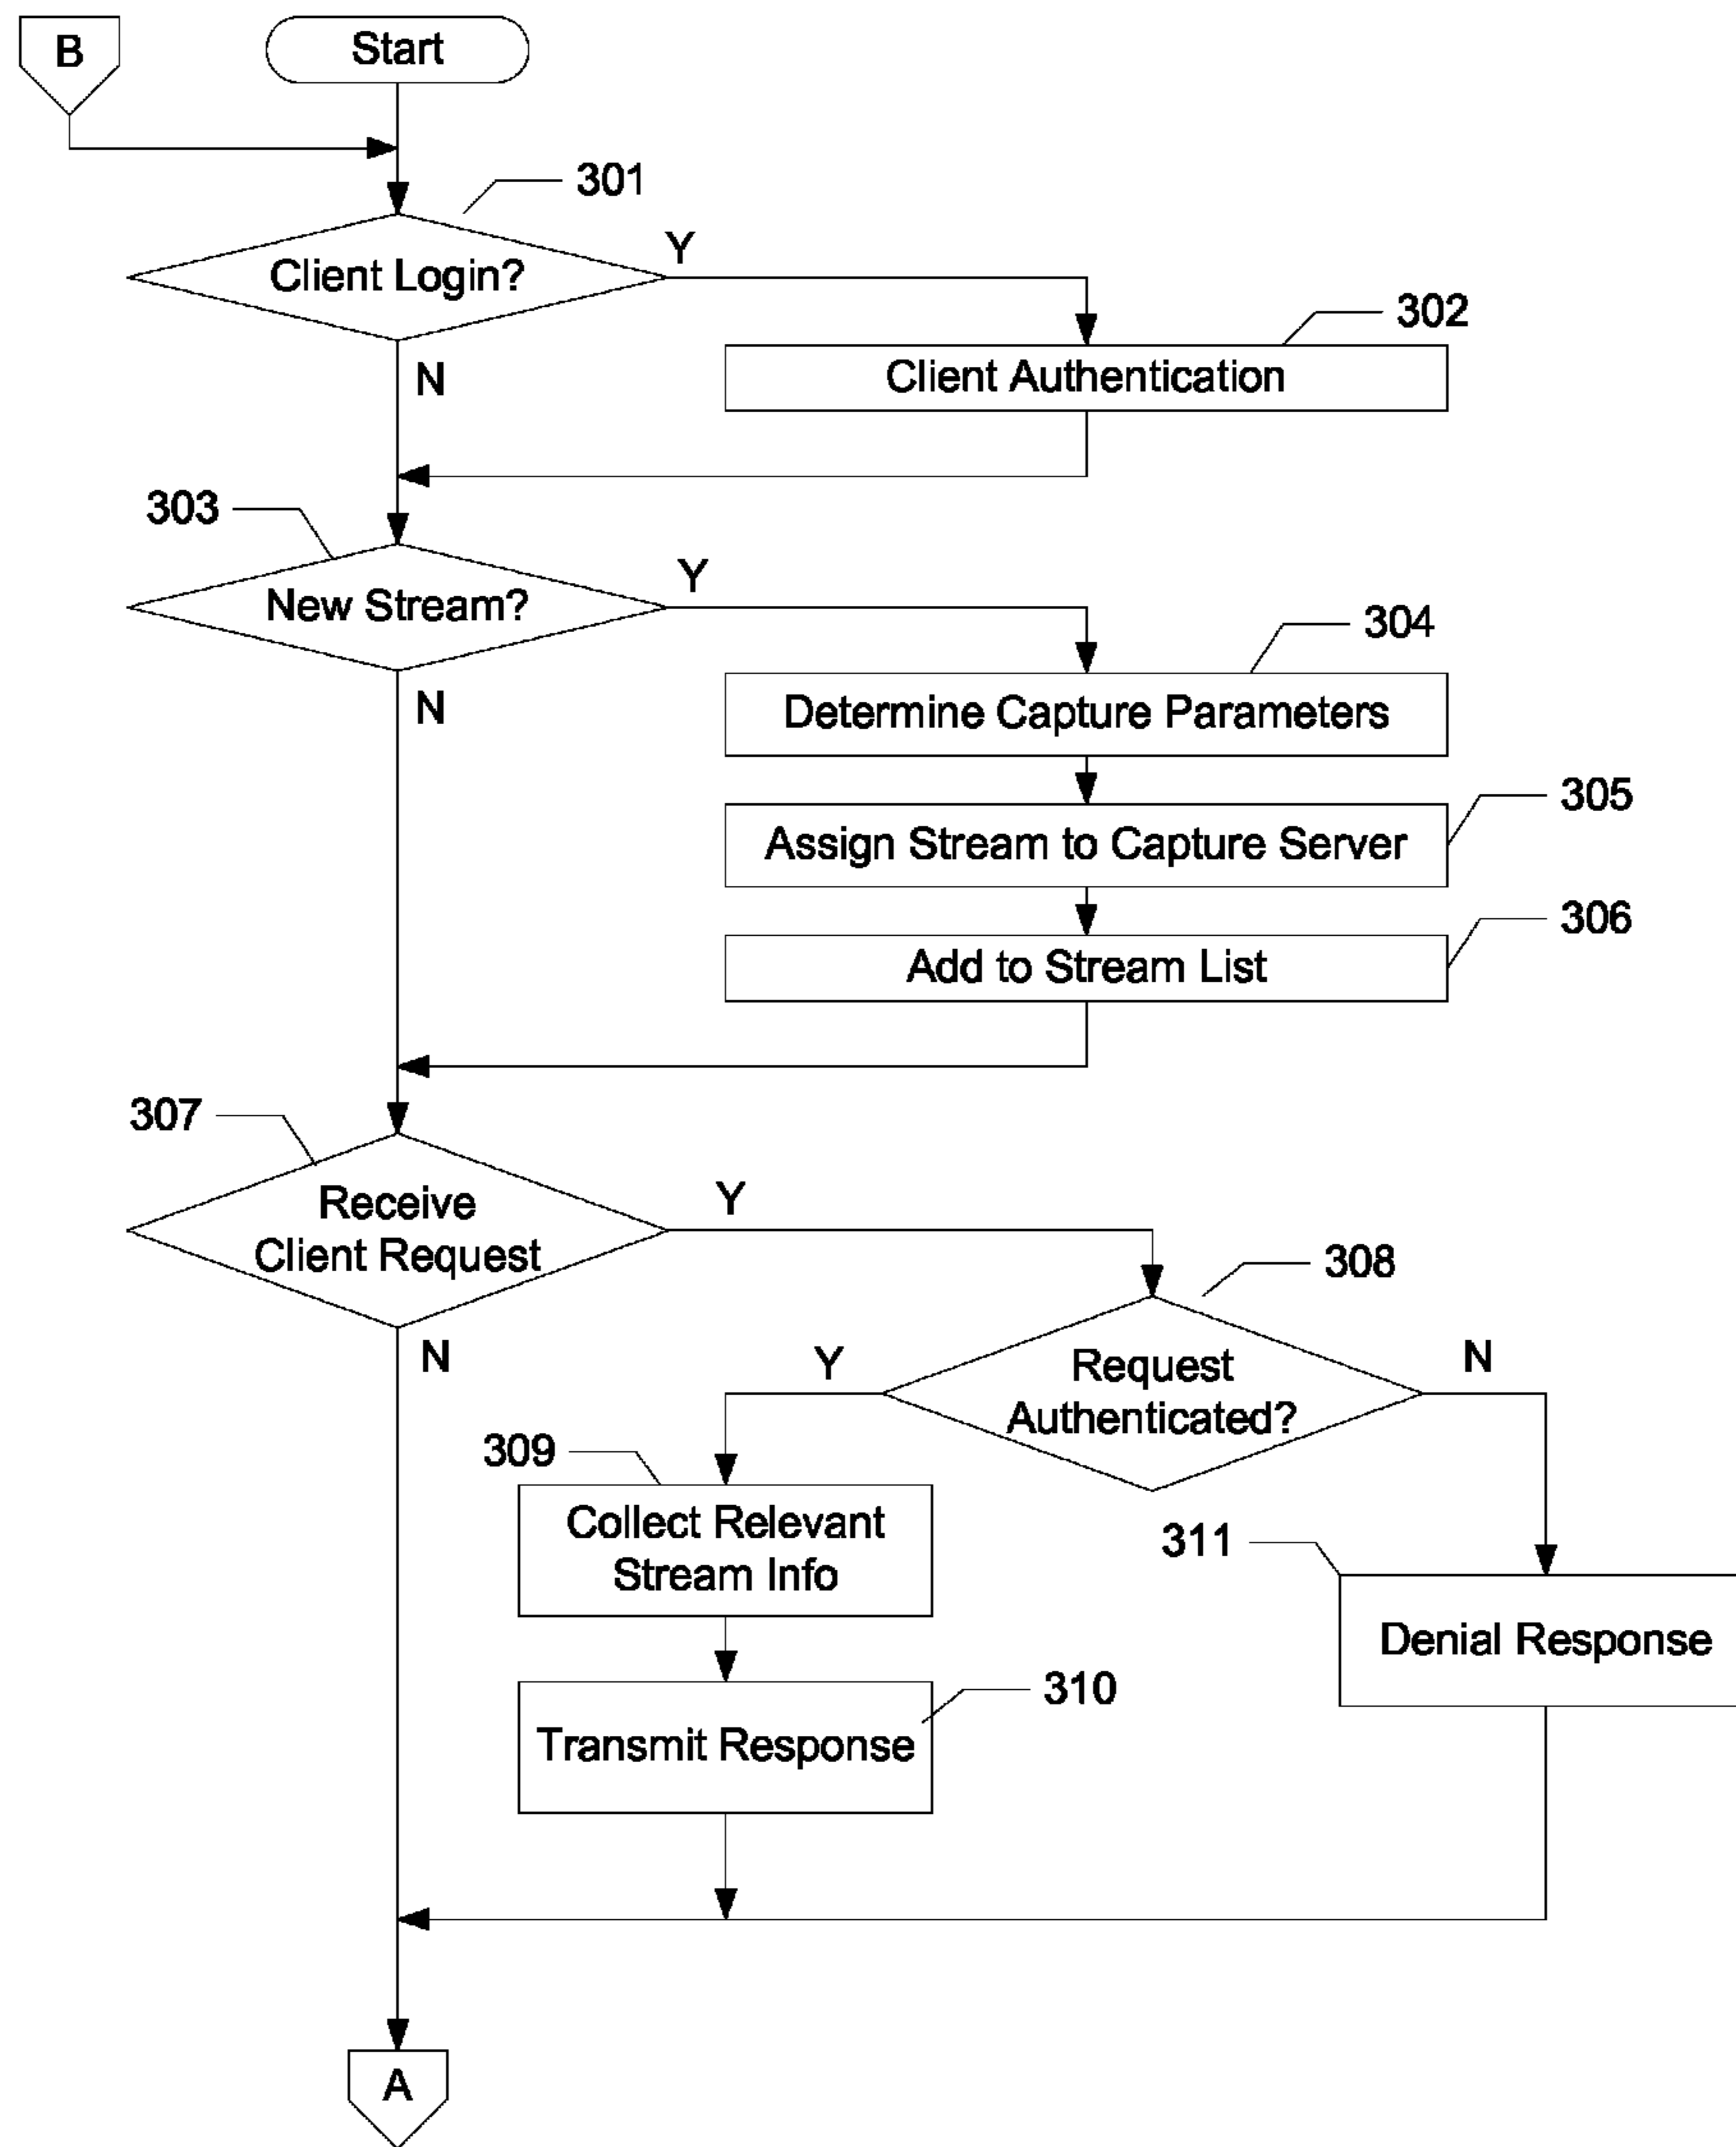 B
Start
301
Client Login?
Y
N
302
Client Authentication
303
New Stream?
Y
N
304
Determine Capture Parameters
305
Assign Stream to Capture Server
306
Add to Stream List
307
Receive
Client Request
Y
N
308
Request
Authenticated?
Y
N
309
Collect Relevant
Stream Info
311
Denial Response
310
Transmit Response
A